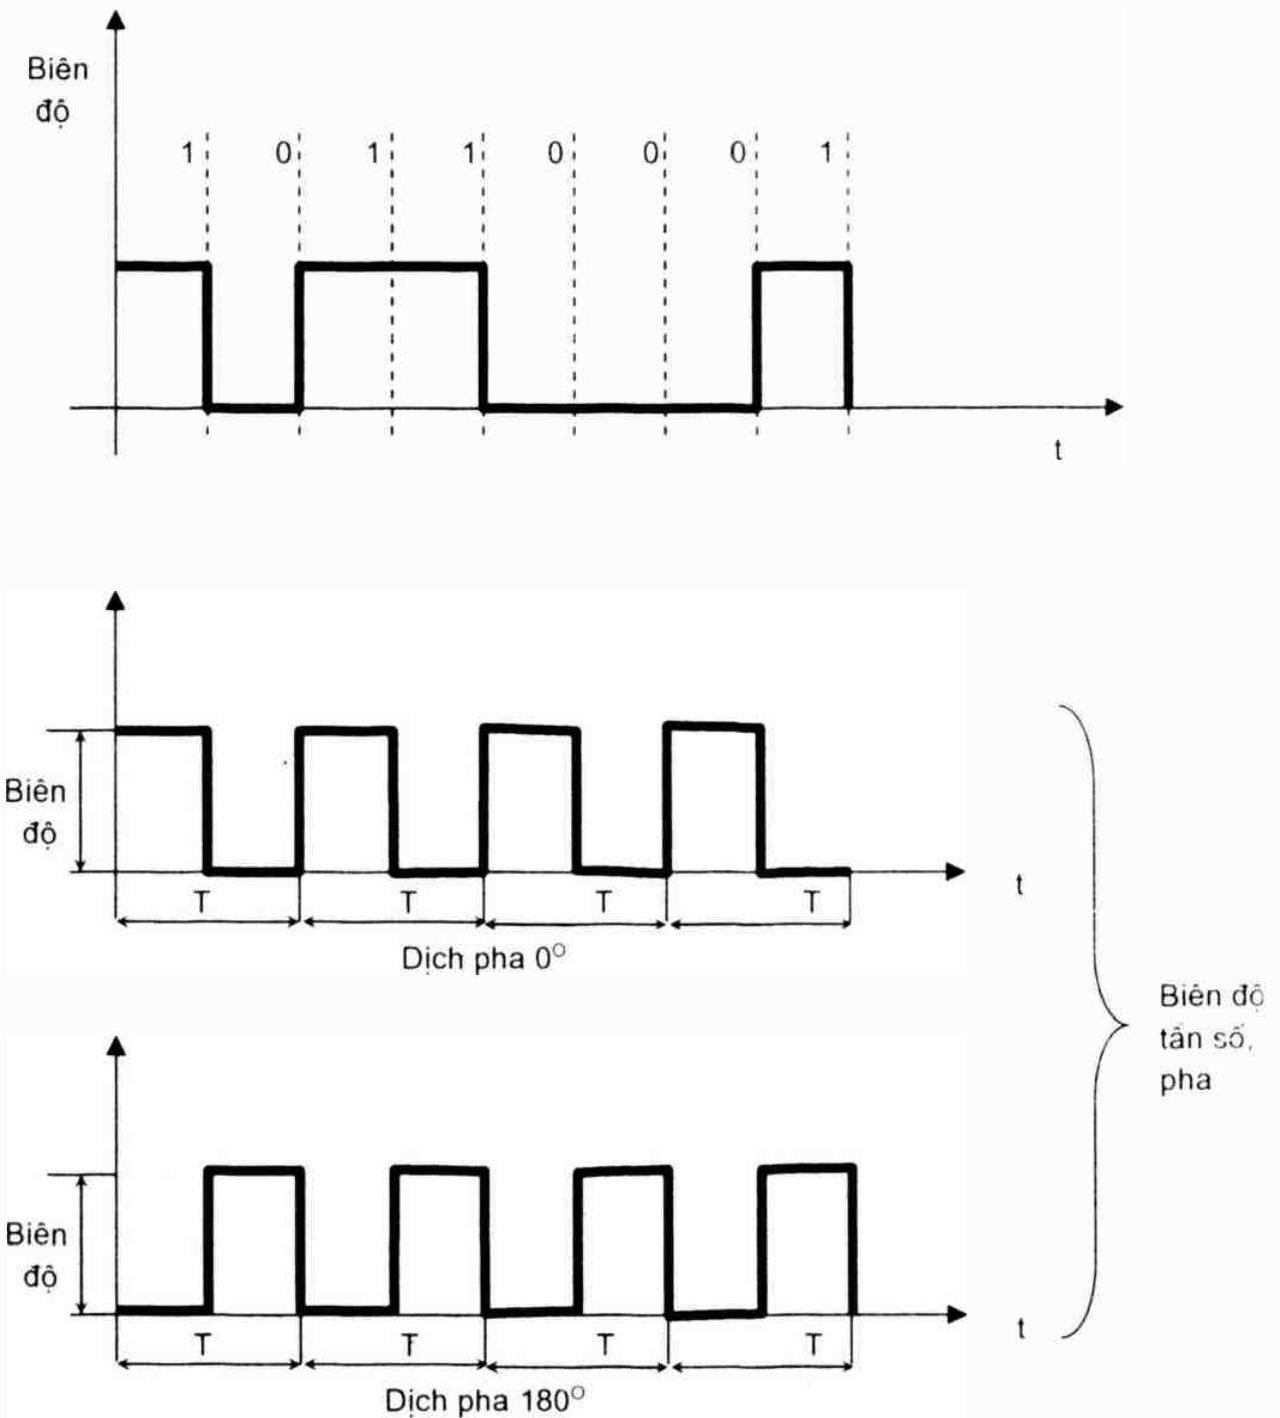 Biên
độ
1 0 1 1 0 0 0 1
t
Biên
độ
T T T T
t
Dịch pha 0°
Biên độ
tần số,
pha
Biên
độ
T T T T
t
Dịch pha 180°